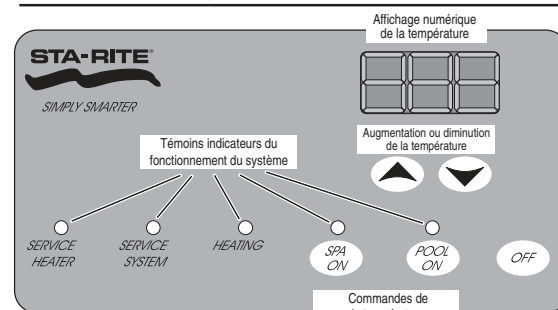 Affichage numérique
de la température
STA-RITE®
SIMPLY SMARTER
Témoins indicateurs du
fonctionnement du système
Augmentation ou diminution
de la température
SERVICE
HEATER
SERVICE
SYSTEM
HEATING
SPA
ON
POOL
ON
OFF
Commandes de